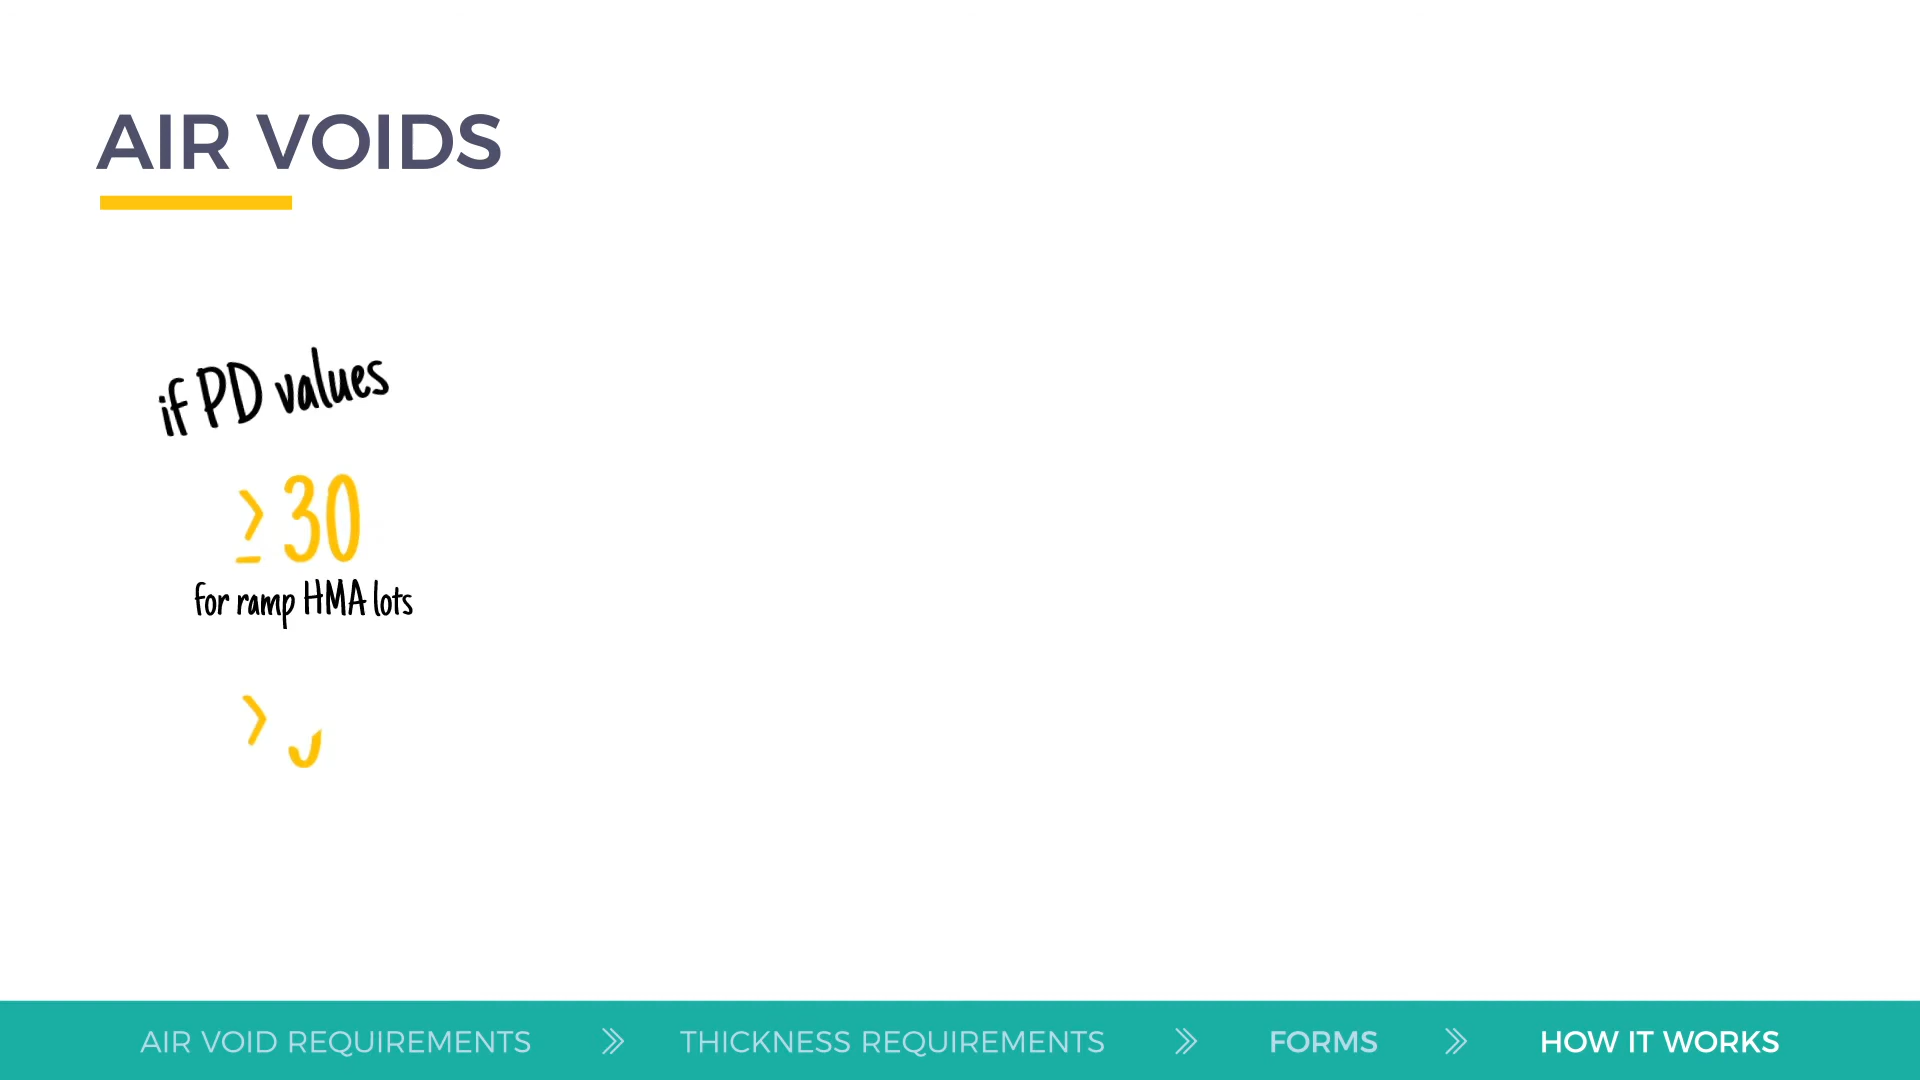 AIR VOIDS
if PD values
≥ 30
for ramp HMA lots
>
AIR VOID REQUIREMENTS » THICKNESS REQUIREMENTS » FORMS » HOW IT WORKS